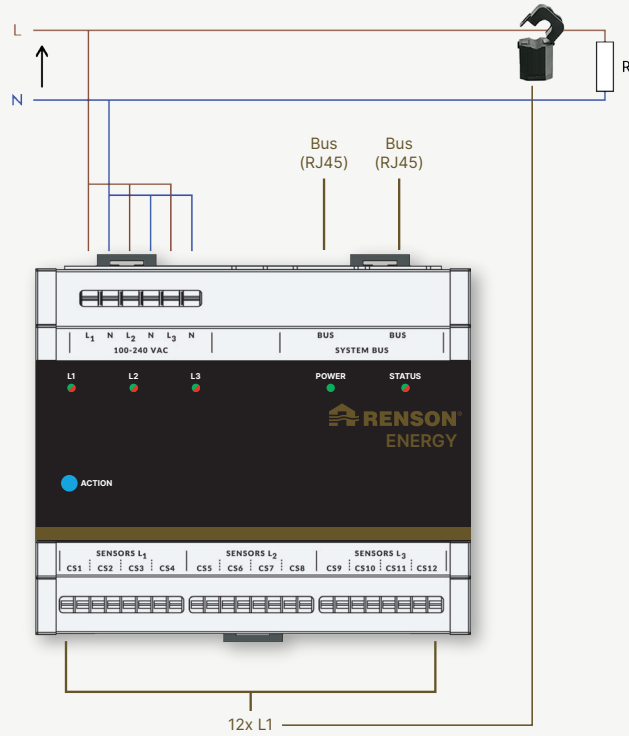 L
R
N
Bus
(RJ45)
Bus
(RJ45)
L1 N L2 N L3 N
100-240 VAC
BUS BUS
SYSTEM BUS
L1 L2 L3 POWER STATUS
RENSON®
ENERGY
ACTION
SENSORS L1 SENSORS L2 SENSORS L3
CS1 CS2 CS3 CS4 CS5 CS6 CS7 CS8 CS9 CS10 CS11 CS12
12x L1